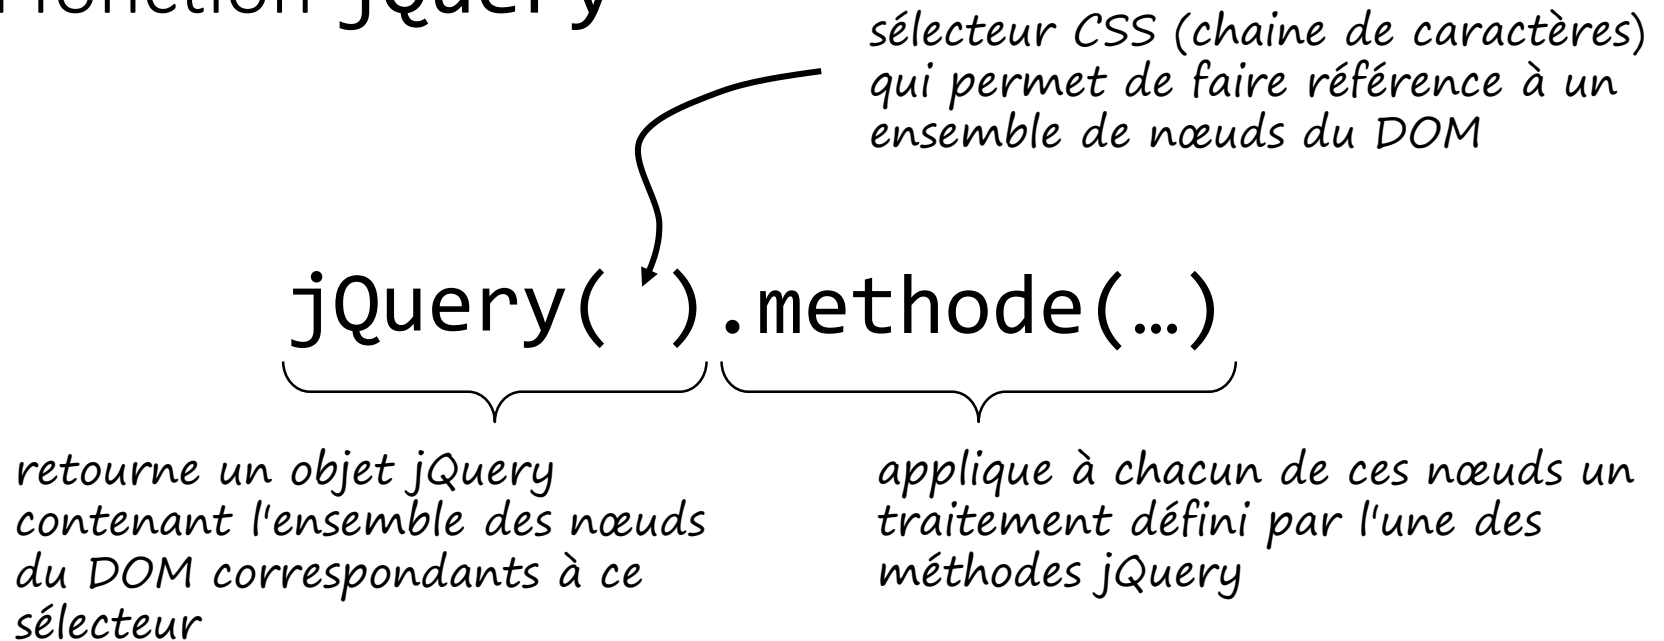 fonction jQuery
sélecteur CSS (chaine de caractères)
qui permet de faire référence à un
ensemble de nœuds du DOM
jQuery( ).methode(…)
retourne un objet jQuery
contenant l'ensemble des nœuds
du DOM correspondants à ce
sélecteur
applique à chacun de ces nœuds un
traitement défini par l'une des
méthodes jQuery